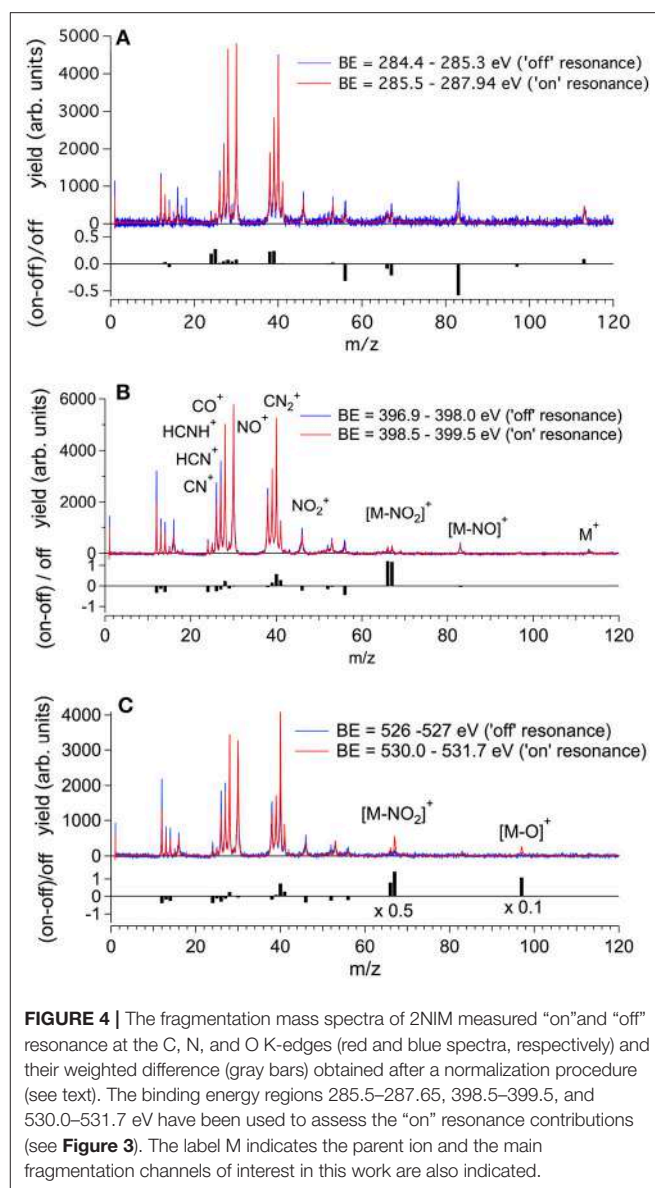 A
yield (arb. units)
5000
4000
3000
2000
1000
0
BE = 284.4 - 285.3 eV ('off' resonance)
BE = 285.5 - 287.94 eV ('on' resonance)
(on-off)/off
0.5
0.0
-0.5
0 20 40 60 80 100 120
m/z
B
yield (arb. units)
6000
4000
2000
0
BE = 396.9 - 398.0 eV ('off' resonance)
BE = 398.5 - 399.5 eV ('on' resonance)
CO+
HCNH+
HCN+
CN+
NO+
CN2+
NO2+
[M-NO2]+
[M-NO]+
M+
(on-off) / off
1
0
-1
0 20 40 60 80 100 120
m/z
C
yield (arb. units)
4000
3000
2000
1000
0
BE = 526 -527 eV ('off' resonance)
BE = 530.0 - 531.7 eV ('on' resonance)
[M-NO2]+
[M-O]+
(on-off)/off
1
0
-1
x 0.5
x 0.1
0 20 40 60 80 100 120
m/z
FIGURE 4 | The fragmentation mass spectra of 2NIM measured “on”and “off”
resonance at the C, N, and O K-edges (red and blue spectra, respectively) and
their weighted difference (gray bars) obtained after a normalization procedure
(see text). The binding energy regions 285.5–287.65, 398.5–399.5, and
530.0–531.7 eV have been used to assess the “on” resonance contributions
(see Figure 3). The label M indicates the parent ion and the main
fragmentation channels of interest in this work are also indicated.